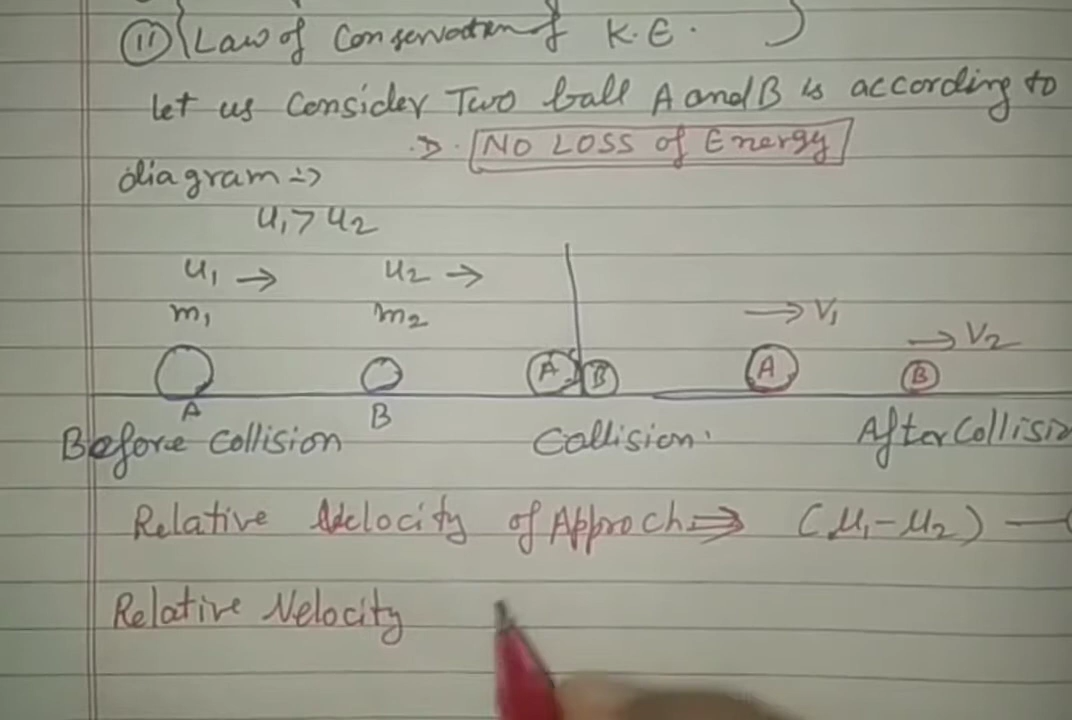 (ii) Law of Conservation of K.E. )
let us Consider Two ball A and B is according to
∴ NO LOSS of Energy
diagram ⇒
u₁ > u₂
u₁ → u₂ → 
m₁ m₂ → V₁
→ V₂
A B A B
A B
Before Collision Collision. After Collisio
Relative Velocity of Approch ⇒ (u₁-u₂) —(
Relative Velocity